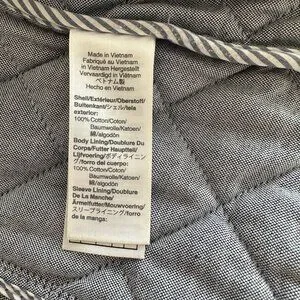 Made in Vietnam
Fabriqué au Vietnam
in Vietnam Hergestellt
Vervaardigd in Viëtnam
ベトナム製
Hecho en Vietnam
Shell/Extérieur/Oberstoff/
Buitenkant/シェル/tela
exterior:
100% Cotton/Coton/
Baumwolle/Katoen/
綿/algodón
Body Lining/Doublure Du
Corps/Futter Hauptteil/
Lijfvoering/ボディライニン
グ/forro del cuerpo:
100% Cotton/Coton/
Baumwolle/Katoen/
綿/algodón
Sleeve Lining/Doublure
De La Manche/
Ärmelfutter/Mouwvoering/
スリーブライニング/forro
de la manga: